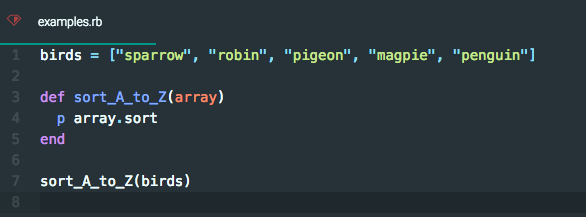 examples.rb
1 birds = ["sparrow", "robin", "pigeon", "magpie", "penguin"]
2
3 def sort_A_to_Z(array)
4   p array.sort
5 end
6
7 sort_A_to_Z(birds)
8